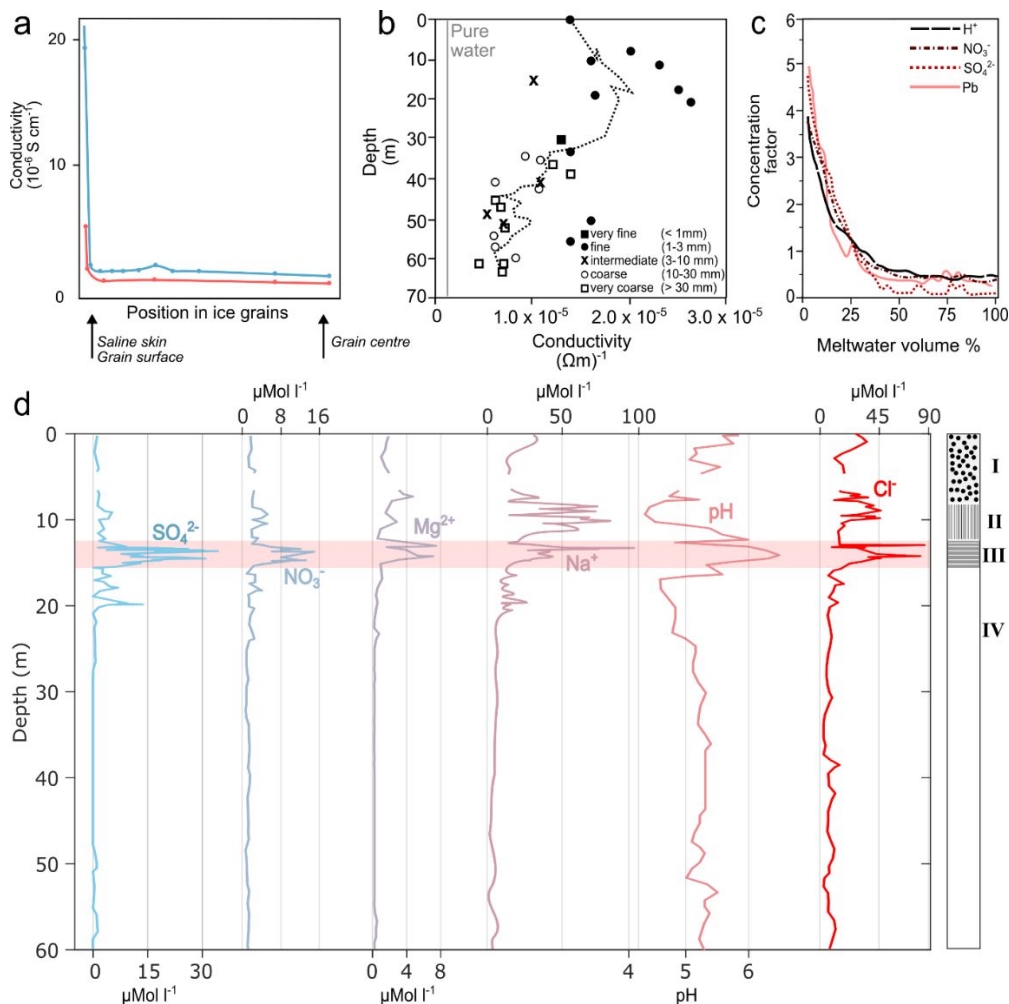 a
20
10
0
Conductivity
(10⁻⁶ S cm⁻¹)
Position in ice grains
Saline skin
Grain surface
Grain centre
b
Pure
water
0
10
20
30
40
50
60
70
Depth
(m)
very fine (< 1mm)
fine (1-3 mm)
intermediate (3-10 mm)
coarse (10-30 mm)
very coarse (> 30 mm)
0 1.0 x 10⁻⁵ 2.0 x 10⁻⁵ 3.0 x 10⁻⁵
Conductivity
(Ωm)⁻¹
c
6
5
4
3
2
1
0
Concentration
factor
H⁺
NO₃⁻
SO₄²⁻
Pb
0 25 50 75 100
Meltwater volume %
d
µMol l⁻¹
0 8 16
µMol l⁻¹
0 50 100
µMol l⁻¹
0 45 90
0
10
20
30
40
50
60
Depth (m)
SO₄²⁻
NO₃⁻
Mg²⁺
Na⁺
pH
Cl⁻
I
II
III
IV
0 15 30
µMol l⁻¹
0 4 8
µMol l⁻¹
4 5 6
pH